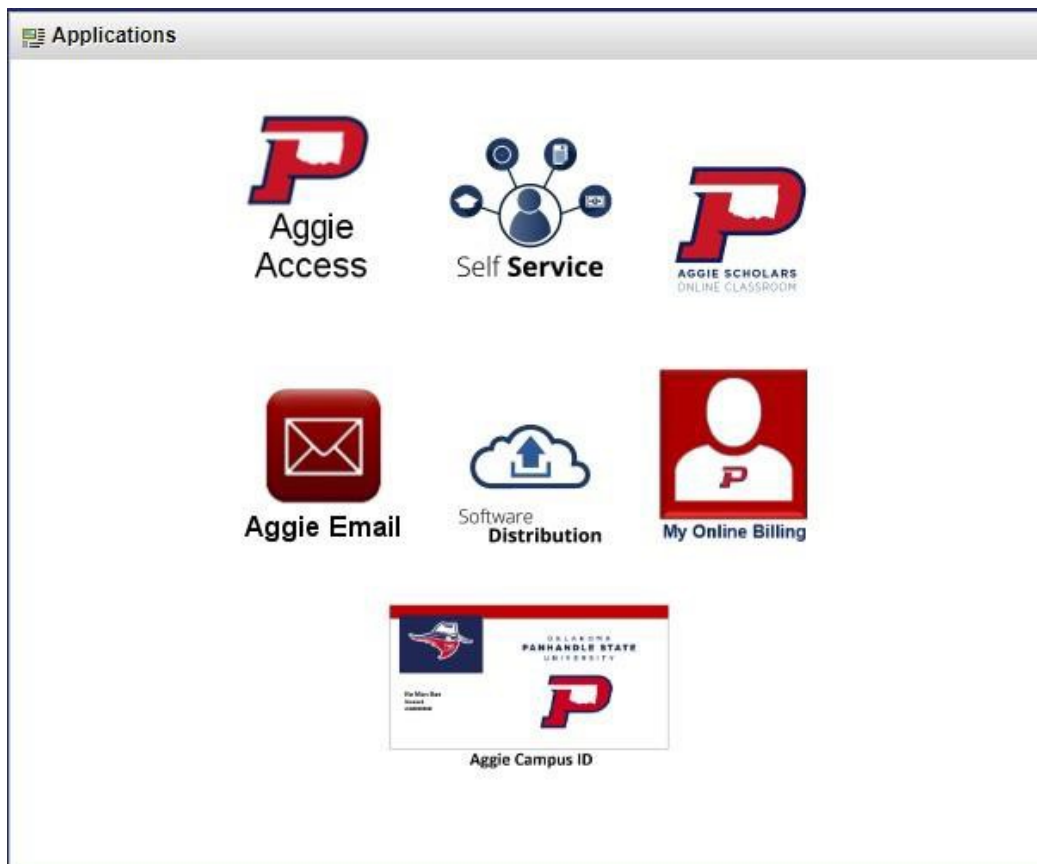 Applications
Aggie
Access
Self Service
AGGIE SCHOLARS
ONLINE CLASSROOM
Aggie Email
Software
Distribution
My Online Billing
OKLAHOMA
PANHANDLE STATE
UNIVERSITY
Aggie Campus ID